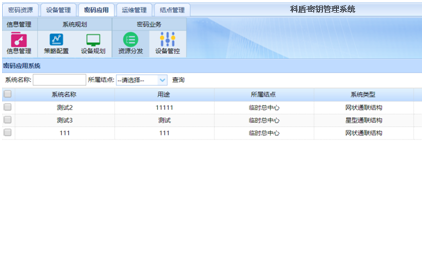 密码资源 设备管理 密码应用 运维管理 结点管理 科盾密钥管理系统
信息管理 系统规划 密码业务
信息管理 策略配置 设备规划 资源分发 设备管控
密码应用系统
系统名称: 所属结点: --请选择-- 查询
系统名称 用途 所属结点 系统类型
测试2 11111 临时总中心 网状通联结构
测试3 测试 临时总中心 星型通联结构
111 111 临时总中心 网状通联结构